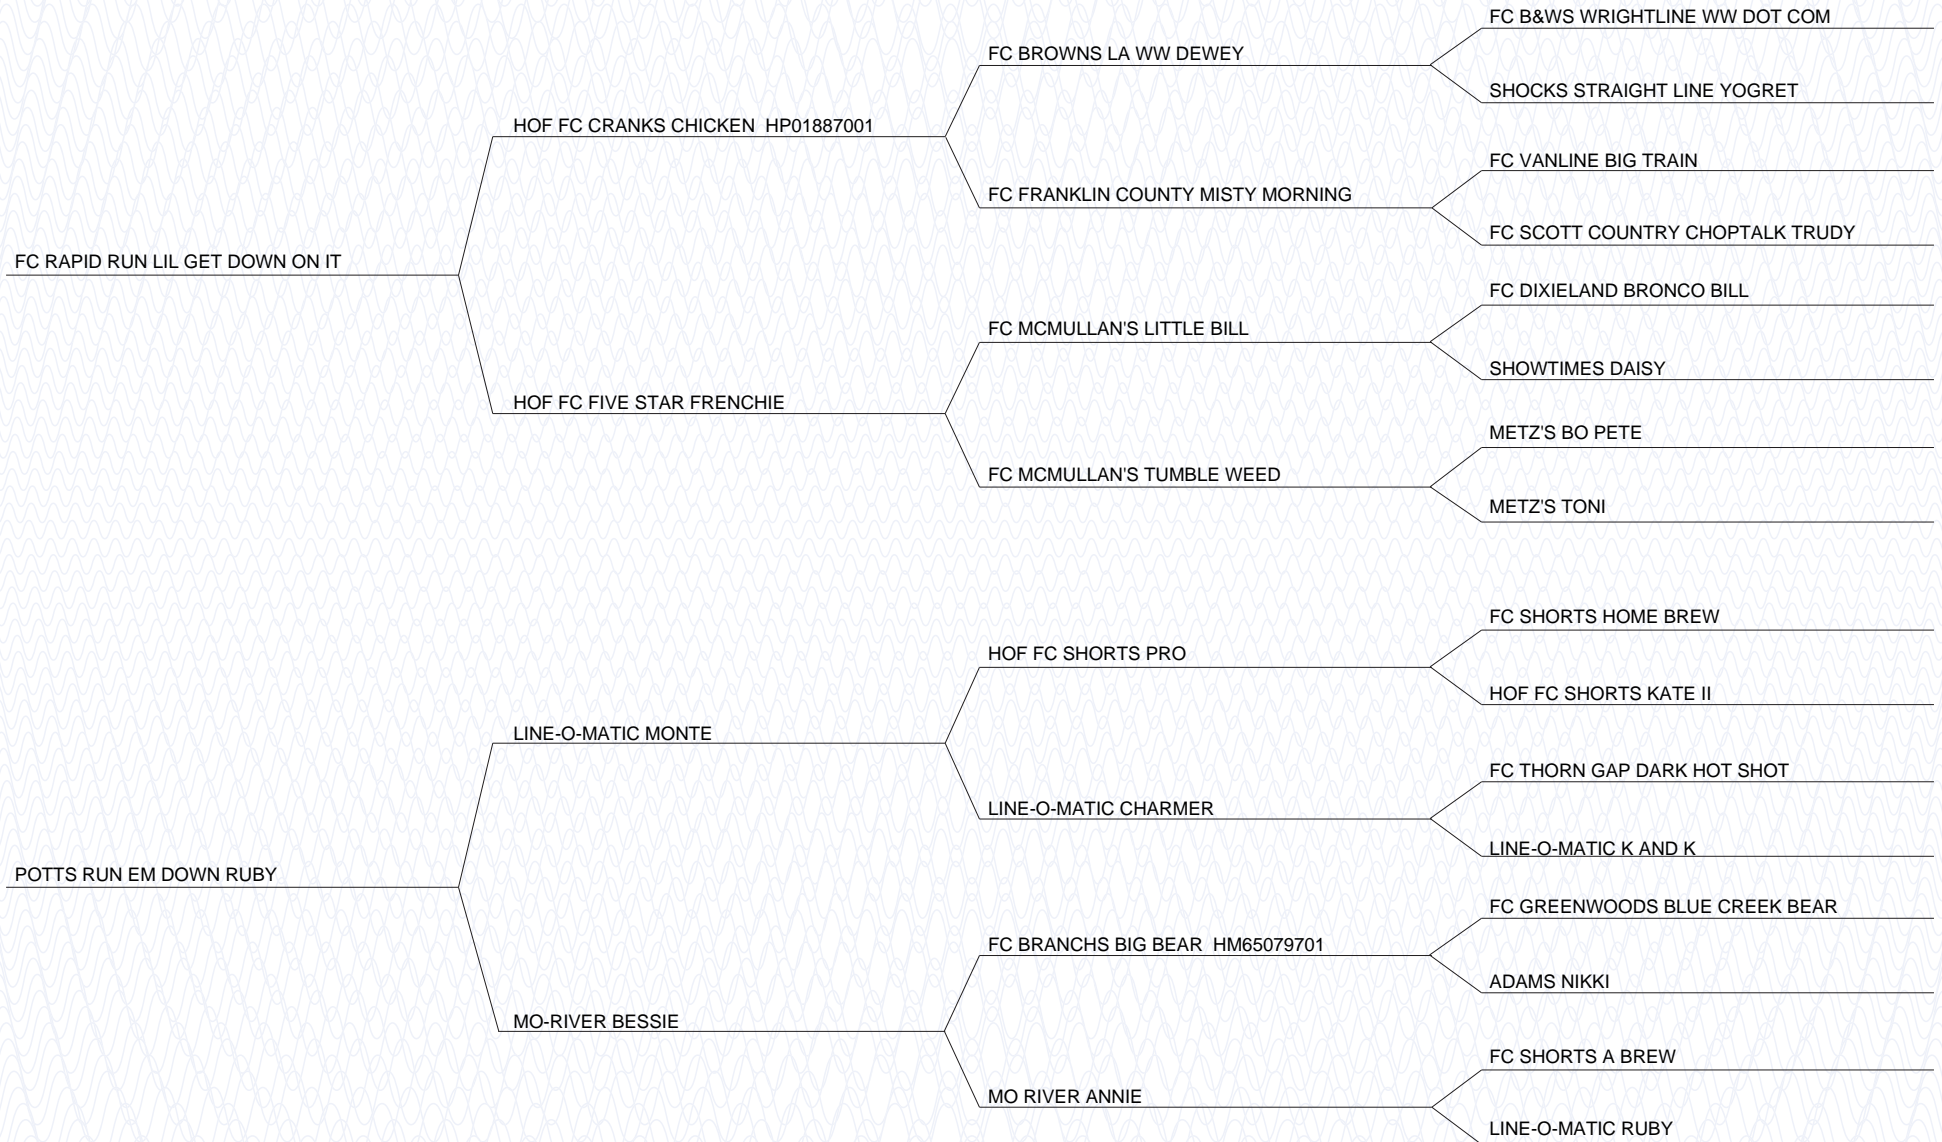 FC RAPID RUN LIL GET DOWN ON IT
HOF FC CRANKS CHICKEN HP01887001
FC BROWNS LA WW DEWEY
FC B&WS WRIGHTLINE WW DOT COM
SHOCKS STRAIGHT LINE YOGRET
FC FRANKLIN COUNTY MISTY MORNING
FC VANLINE BIG TRAIN
FC SCOTT COUNTRY CHOPTALK TRUDY
HOF FC FIVE STAR FRENCHIE
FC MCMULLAN'S LITTLE BILL
FC DIXIELAND BRONCO BILL
SHOWTIMES DAISY
FC MCMULLAN'S TUMBLE WEED
METZ'S BO PETE
METZ'S TONI
POTTS RUN EM DOWN RUBY
LINE-O-MATIC MONTE
HOF FC SHORTS PRO
FC SHORTS HOME BREW
HOF FC SHORTS KATE II
LINE-O-MATIC CHARMER
FC THORN GAP DARK HOT SHOT
LINE-O-MATIC K AND K
MO-RIVER BESSIE
FC BRANCHS BIG BEAR HM65079701
FC GREENWOODS BLUE CREEK BEAR
ADAMS NIKKI
MO RIVER ANNIE
FC SHORTS A BREW
LINE-O-MATIC RUBY